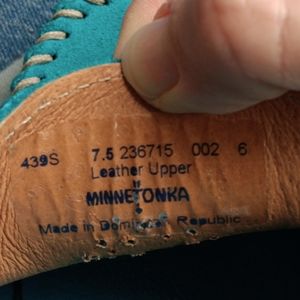 439S 7.5 236715 002 6
Leather Upper
MINNETONKA
Made in Dominican Republic